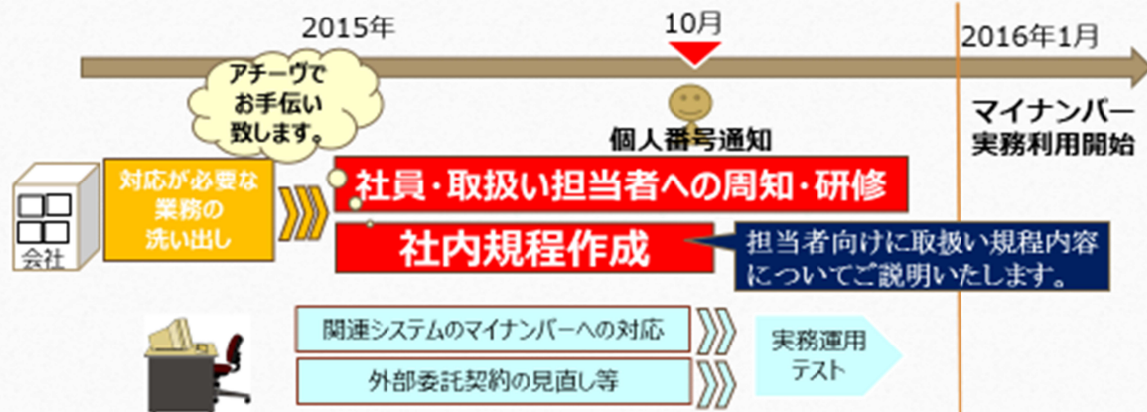 2015年
10月
2016年1月
アチーヴで
お手伝い
致します。
マイナンバー
実務利用開始
個人番号通知
対応が必要な
業務の
洗い出し
社員・取扱い担当者への周知・研修
会社
社内規程作成
担当者向けに取扱い規程内容
についてご説明いたします。
関連システムのマイナンバーへの対応
外部委託契約の見直し等
実務運用
テスト